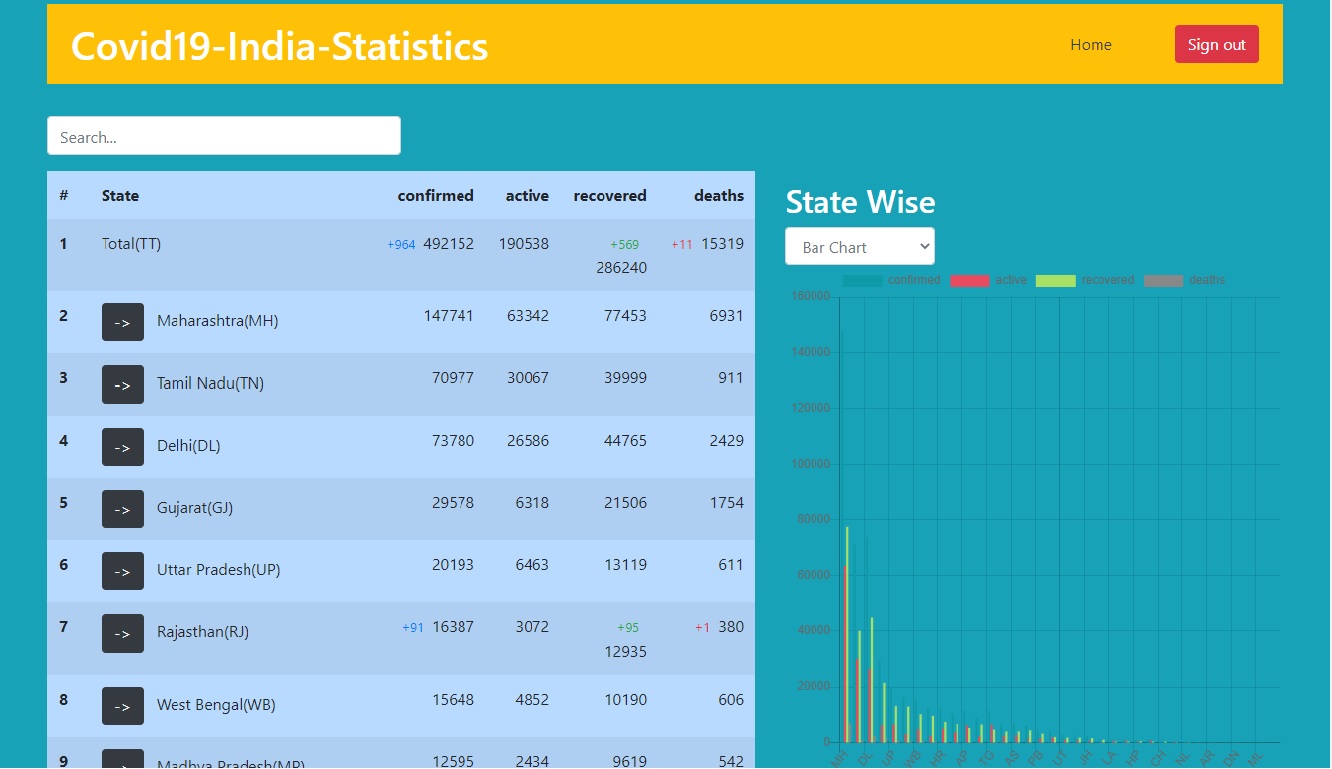 Covid19-India-Statistics
Home
Sign out
Search...
# State confirmed active recovered deaths
1 Total(TT) +964 492152 190538 +569 +11 15319
286240
2 -> Maharashtra(MH) 147741 63342 77453 6931
3 -> Tamil Nadu(TN) 70977 30067 39999 911
4 -> Delhi(DL) 73780 26586 44765 2429
5 -> Gujarat(GJ) 29578 6318 21506 1754
6 -> Uttar Pradesh(UP) 20193 6463 13119 611
7 -> Rajasthan(RJ) +91 16387 3072 +95 +1 380
12935
8 -> West Bengal(WB) 15648 4852 10190 606
9 -> Madhya Pradesh(MP) 12595 2434 9619 542
State Wise
Bar Chart
confirmed active recovered deaths
160000
140000
120000
100000
80000
60000
40000
20000
0
MH DL UP WB HR AP TG AS PB UT JH LA HP CH NL AR DN ML